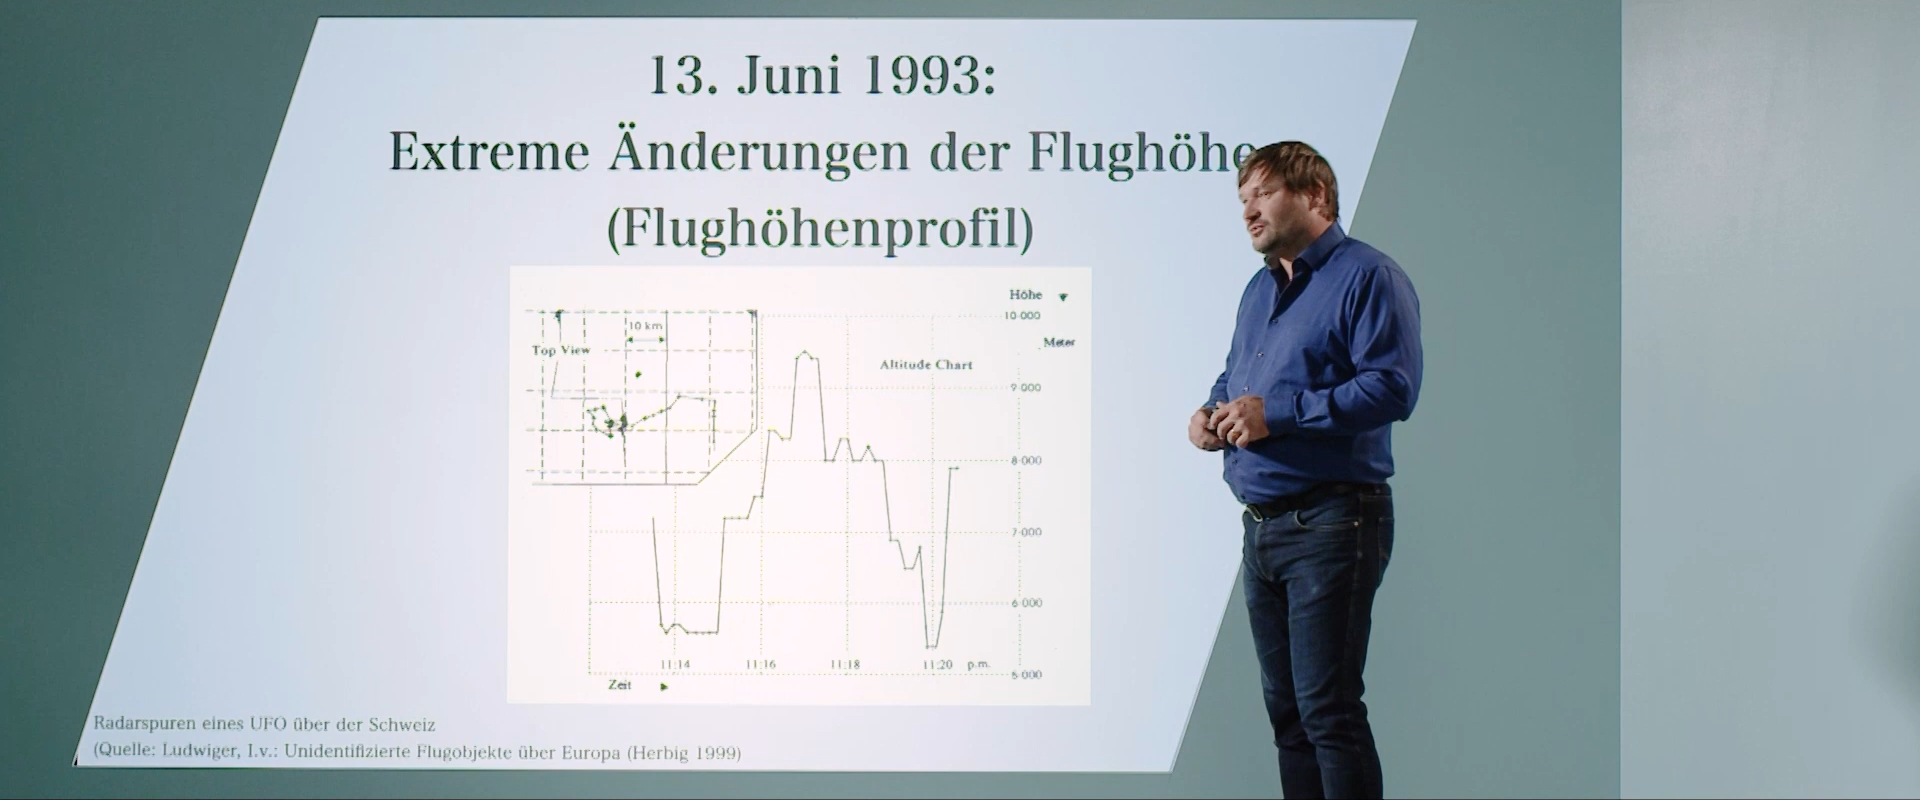 13. Juni 1993:
Extreme Änderungen der Flughöhe
(Flughöhenprofil)
Höhe
10 000
10 km
Meter
Top View
Altitude Chart
9 000
8 000
7 000
6 000
11:14
11:16
11:18
11:20
p.m.
5 000
Zeit
Radarspuren eines UFO über der Schweiz
(Quelle: Ludwiger, I.v.: Unidentifizierte Flugobjekte über Europa (Herbig 1999)